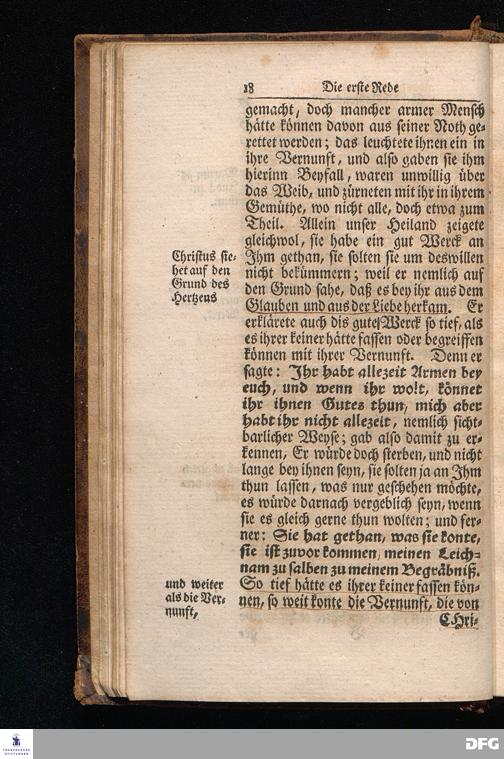 18 Die erste Rede
gemacht, doch mancher armer Mensch
hätte können davon aus seiner Noth ge-
rettet werden; das leuchtete ihnen ein in
ihre Vernunft, und also gaben sie ihm
hierinn Beyfall, waren unwillig über
das Weib, und zürneten mit ihr in ihrem
Gemüthe, wo nicht alle, doch etwa zum
Theil. Allein unser Heiland zeigete
gleichwol, sie habe ein gut Werck an
Ihm gethan, sie solten sie um deswillen
nicht bekümmern; weil er nemlich auf
den Grund sahe, daß es bey ihr aus dem
Glauben und aus der Liebe herkam. Er
erklärete auch dis gute Werck so tief, als
es ihrer keiner hätte fassen oder begreiffen
können mit ihrer Vernunft. Denn er
sagte: Ihr habt allezeit Armen bey
euch, und wenn ihr wolt, könnet
ihr ihnen Gutes thun, mich aber
habt ihr nicht allezeit, nemlich sicht-
barlicher Weyse; gab also damit zu er-
kennen, Er würde doch sterben, und nicht
lange bey ihnen seyn, sie solten ja an Ihm
thun lassen, was nur geschehen möchte,
es würde darnach vergeblich seyn, wenn
sie es gleich gerne thun wolten; und fer-
ner: Sie hat gethan, was sie konte,
sie ist zuvor kommen, meinen Leich-
nam zu salben zu meinem Begräbniß.
So tief hätte es ihrer keiner fassen kön-
nen, so weit konte die Vernunft, die von
CHri-
Christus sie-
het auf den
Grund des
Hertzens
und weiter
als die Ver-
nunft,
FRANCKESCHE
STIFTUNGEN
DFG